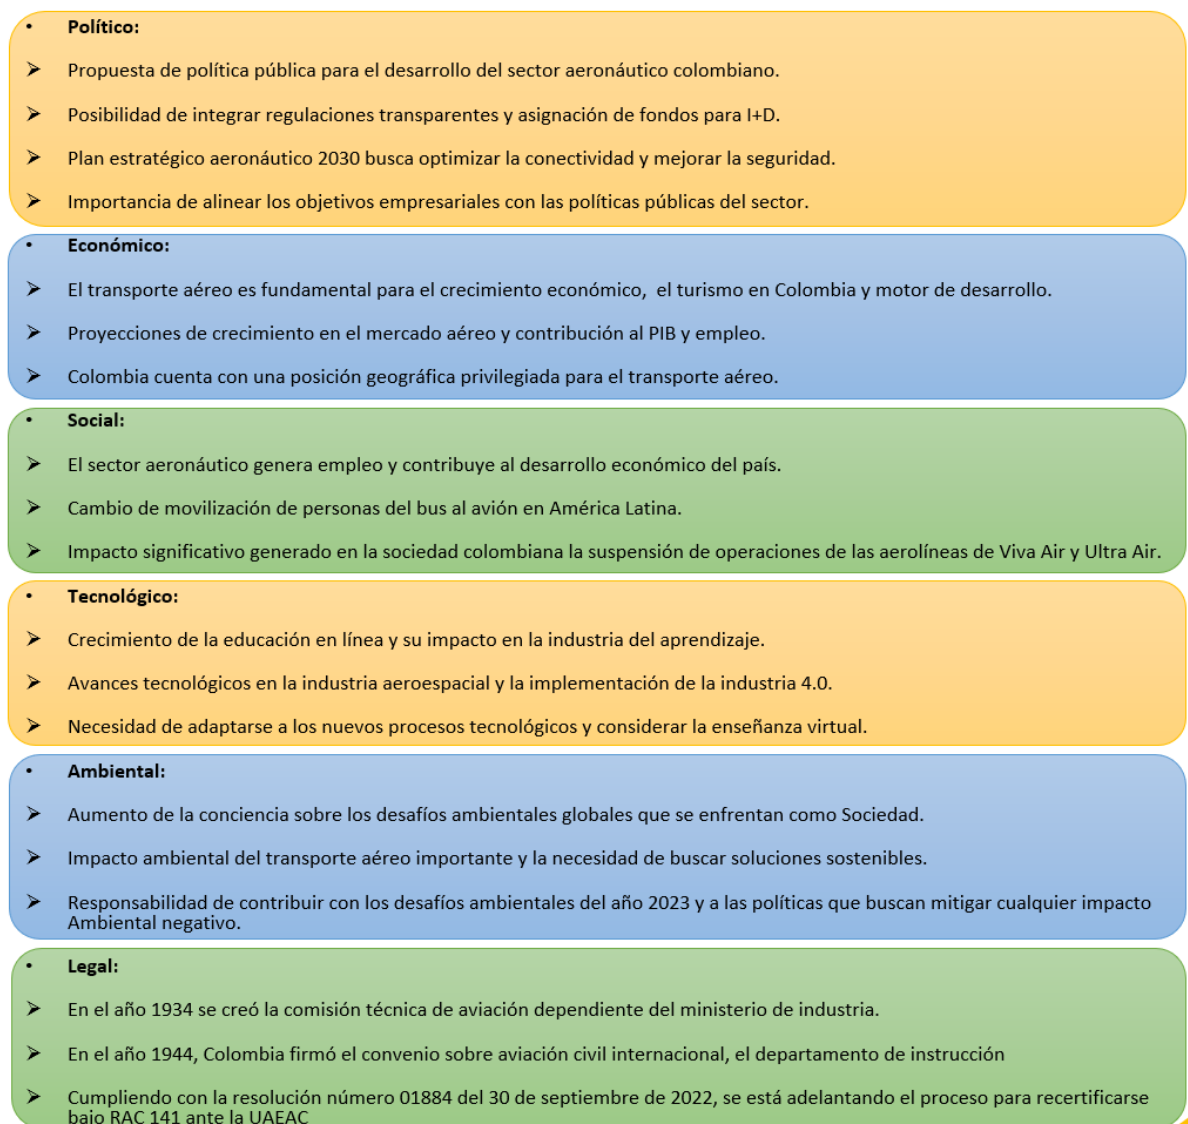 • Político:
➤ Propuesta de política pública para el desarrollo del sector aeronáutico colombiano.
➤ Posibilidad de integrar regulaciones transparentes y asignación de fondos para I+D.
➤ Plan estratégico aeronáutico 2030 busca optimizar la conectividad y mejorar la seguridad.
➤ Importancia de alinear los objetivos empresariales con las políticas públicas del sector.
• Económico:
➤ El transporte aéreo es fundamental para el crecimiento económico,  el turismo en Colombia y motor de desarrollo.
➤ Proyecciones de crecimiento en el mercado aéreo y contribución al PIB y empleo.
➤ Colombia cuenta con una posición geográfica privilegiada para el transporte aéreo.
• Social:
➤ El sector aeronáutico genera empleo y contribuye al desarrollo económico del país.
➤ Cambio de movilización de personas del bus al avión en América Latina.
➤ Impacto significativo generado en la sociedad colombiana la suspensión de operaciones de las aerolíneas de Viva Air y Ultra Air.
• Tecnológico:
➤ Crecimiento de la educación en línea y su impacto en la industria del aprendizaje.
➤ Avances tecnológicos en la industria aeroespacial y la implementación de la industria 4.0.
➤ Necesidad de adaptarse a los nuevos procesos tecnológicos y considerar la enseñanza virtual.
• Ambiental:
➤ Aumento de la conciencia sobre los desafíos ambientales globales que se enfrentan como Sociedad.
➤ Impacto ambiental del transporte aéreo importante y la necesidad de buscar soluciones sostenibles.
➤ Responsabilidad de contribuir con los desafíos ambientales del año 2023 y a las políticas que buscan mitigar cualquier impacto
Ambiental negativo.
• Legal:
➤ En el año 1934 se creó la comisión técnica de aviación dependiente del ministerio de industria.
➤ En el año 1944, Colombia firmó el convenio sobre aviación civil internacional, el departamento de instrucción
➤ Cumpliendo con la resolución número 01884 del 30 de septiembre de 2022, se está adelantando el proceso para recertificarse
bajo RAC 141 ante la UAEAC